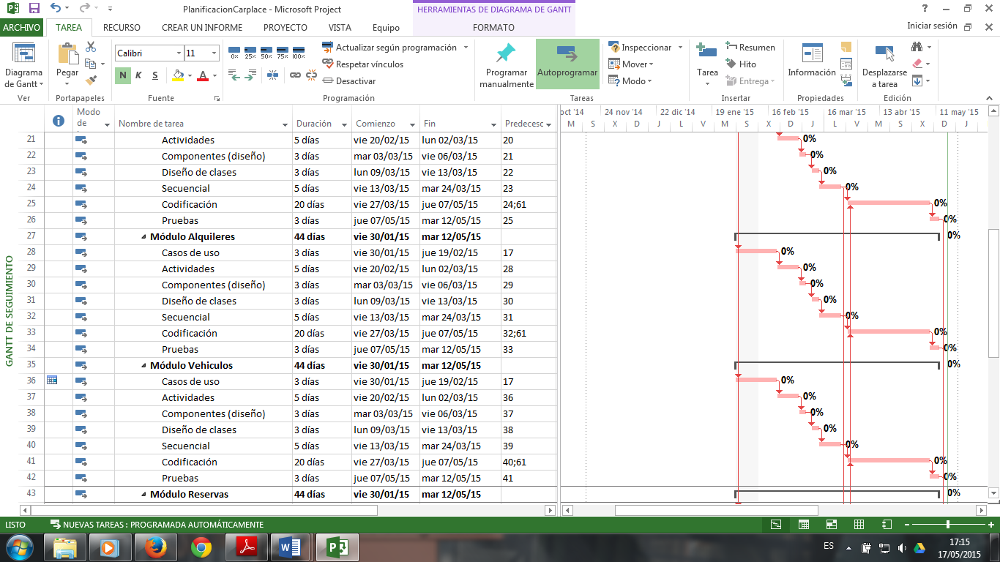 PlanificacionCarplace - Microsoft Project
HERRAMIENTAS DE DIAGRAMA DE GANTT
ARCHIVO TAREA RECURSO CREAR UN INFORME PROYECTO VISTA Equipo FORMATO Iniciar sesión
Diagrama de Gantt
Ver
Pegar
Portapapeles
Calibri 11
N K S A
Fuente
0% 25% 50% 75% 100%
Actualizar según programación
Respetar vínculos
Desactivar
Programación
Programar manualmente
Autoprogramar
Inspeccionar
Mover
Modo
Tareas
Tarea
Resumen
Hito
Entrega
Insertar
Información
Propiedades
Desplazarse a tarea
Edición
Modo de Nombre de tarea Duración Comienzo Fin Predecesc
oct '14 24 nov '14 22 dic '14 19 ene '15 16 feb '15 16 mar '15 13 abr '15 11 may '15
M S X D J L V M S X D J L V M S X D J
21 Actividades 5 días vie 20/02/15 lun 02/03/15 20 0%
22 Componentes (diseño) 3 días mar 03/03/15 vie 06/03/15 21 0%
23 Diseño de clases 3 días lun 09/03/15 vie 13/03/15 22 0%
24 Secuencial 5 días vie 13/03/15 mar 24/03/15 23 0%
25 Codificación 20 días vie 27/03/15 jue 07/05/15 24;61 0%
26 Pruebas 3 días jue 07/05/15 mar 12/05/15 25 0%
27 Módulo Alquileres 44 días vie 30/01/15 mar 12/05/15 0%
28 Casos de uso 3 días vie 30/01/15 jue 19/02/15 17 0%
29 Actividades 5 días vie 20/02/15 lun 02/03/15 28 0%
30 Componentes (diseño) 3 días mar 03/03/15 vie 06/03/15 29 0%
31 Diseño de clases 3 días lun 09/03/15 vie 13/03/15 30 0%
32 Secuencial 5 días vie 13/03/15 mar 24/03/15 31 0%
33 Codificación 20 días vie 27/03/15 jue 07/05/15 32;61 0%
34 Pruebas 3 días jue 07/05/15 mar 12/05/15 33 0%
35 Módulo Vehiculos 44 días vie 30/01/15 mar 12/05/15 0%
36 Casos de uso 3 días vie 30/01/15 jue 19/02/15 17 0%
37 Actividades 5 días vie 20/02/15 lun 02/03/15 36 0%
38 Componentes (diseño) 3 días mar 03/03/15 vie 06/03/15 37 0%
39 Diseño de clases 3 días lun 09/03/15 vie 13/03/15 38 0%
40 Secuencial 5 días vie 13/03/15 mar 24/03/15 39 0%
41 Codificación 20 días vie 27/03/15 jue 07/05/15 40;61 0%
42 Pruebas 3 días jue 07/05/15 mar 12/05/15 41 0%
43 Módulo Reservas 44 días vie 30/01/15 mar 12/05/15 0%
GANTT DE SEGUIMIENTO
LISTO NUEVAS TAREAS : PROGRAMADA AUTOMÁTICAMENTE
ES
17:15
17/05/2015